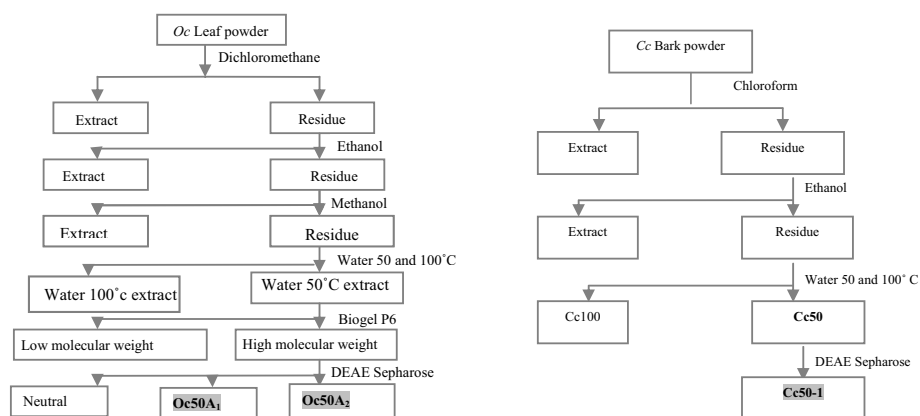 Oc Leaf powder
Dichloromethane
Extract
Residue
Ethanol
Extract
Residue
Methanol
Extract
Residue
Water 50 and 100˚C
Water 100˚c extract
Water 50˚C extract
Biogel P6
Low molecular weight
High molecular weight
DEAE Sepharose
Neutral
Oc50A₁
Oc50A₂
Cc Bark powder
Chloroform
Extract
Residue
Ethanol
Extract
Residue
Water 50 and 100˚ C
Cc100
Cc50
DEAE Sepharose
Cc50-1